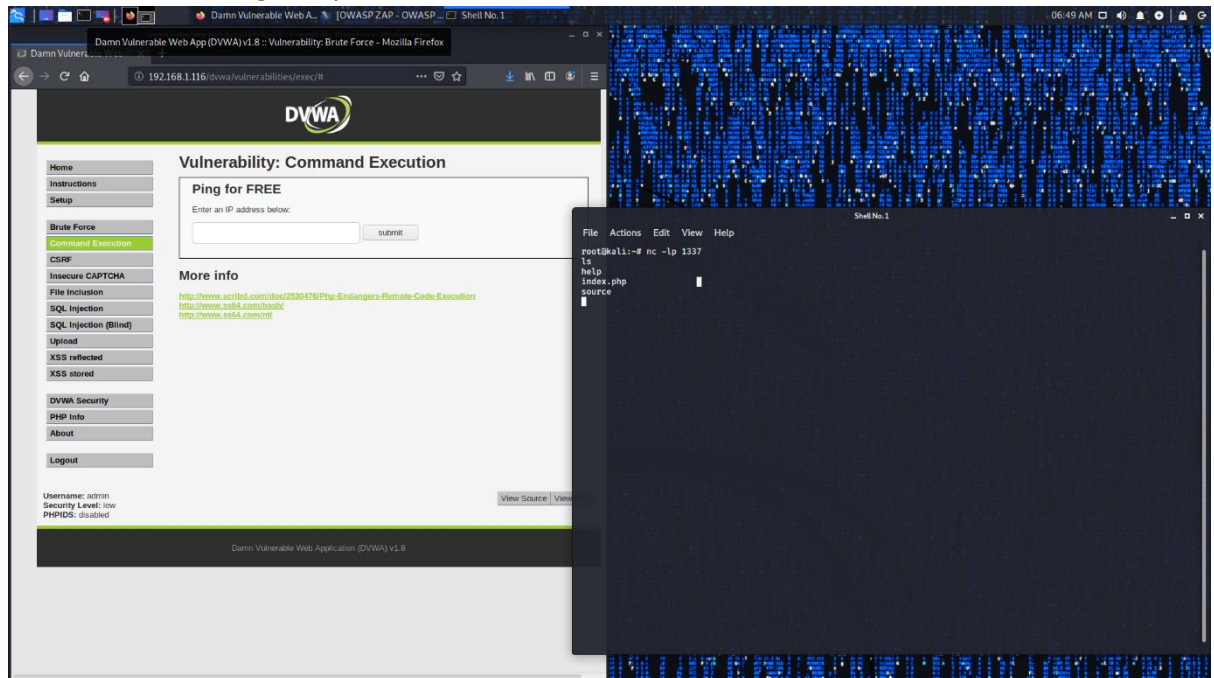 Damn Vulnerable Web A... [OWASP ZAP - OWASP ... Shell No. 1
06:49 AM
G
Damn Vulnerable Web App (DVWA) v1.8 :: Vulnerability: Brute Force - Mozilla Firefox
Damn Vulnera
192.168.1.116/dvwa/vulnerabilities/exec/#
DVWA
Home
Instructions
Setup
Brute Force
Command Execution
CSRF
Insecure CAPTCHA
File Inclusion
SQL Injection
SQL Injection (Blind)
Upload
XSS reflected
XSS stored
DVWA Security
PHP Info
About
Logout
Vulnerability: Command Execution
Ping for FREE
Enter an IP address below:
submit
More info
http://www.scribd.com/doc/2530476/Php-Endangers-Remote-Code-Execution
http://www.ss64.com/bash/
http://www.ss64.com/nt/
Username: admin
Security Level: low
PHPIDS: disabled
View Source View
Damn Vulnerable Web Application (DVWA) v1.8
Shell No. 1
File Actions Edit View Help
root@kali:~# nc -lp 1337
ls
help
index.php
source